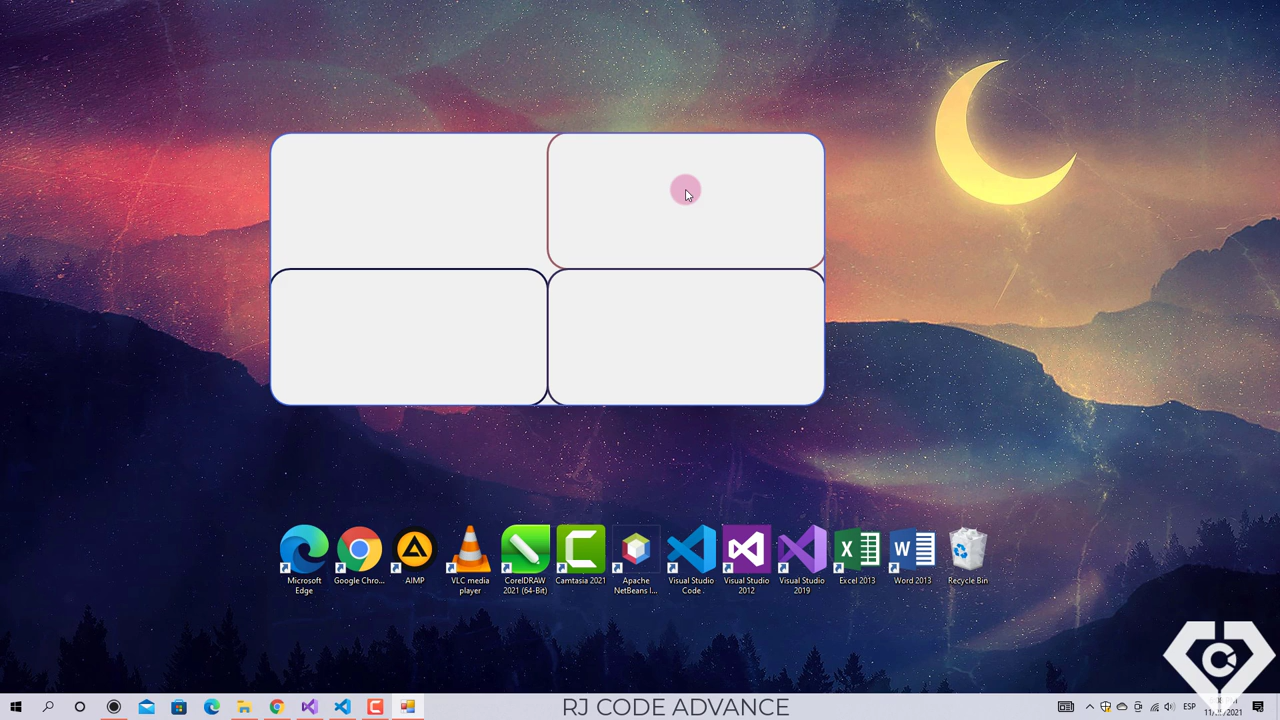 Microsoft Edge
Google Chro...
AIMP
VLC media player
CorelDRAW 2021 (64-Bit)
Camtasia 2021
Apache NetBeans I...
Visual Studio Code
Visual Studio 2012
Visual Studio 2019
Excel 2013
Word 2013
Recycle Bin
RJ CODE ADVANCE
ESP